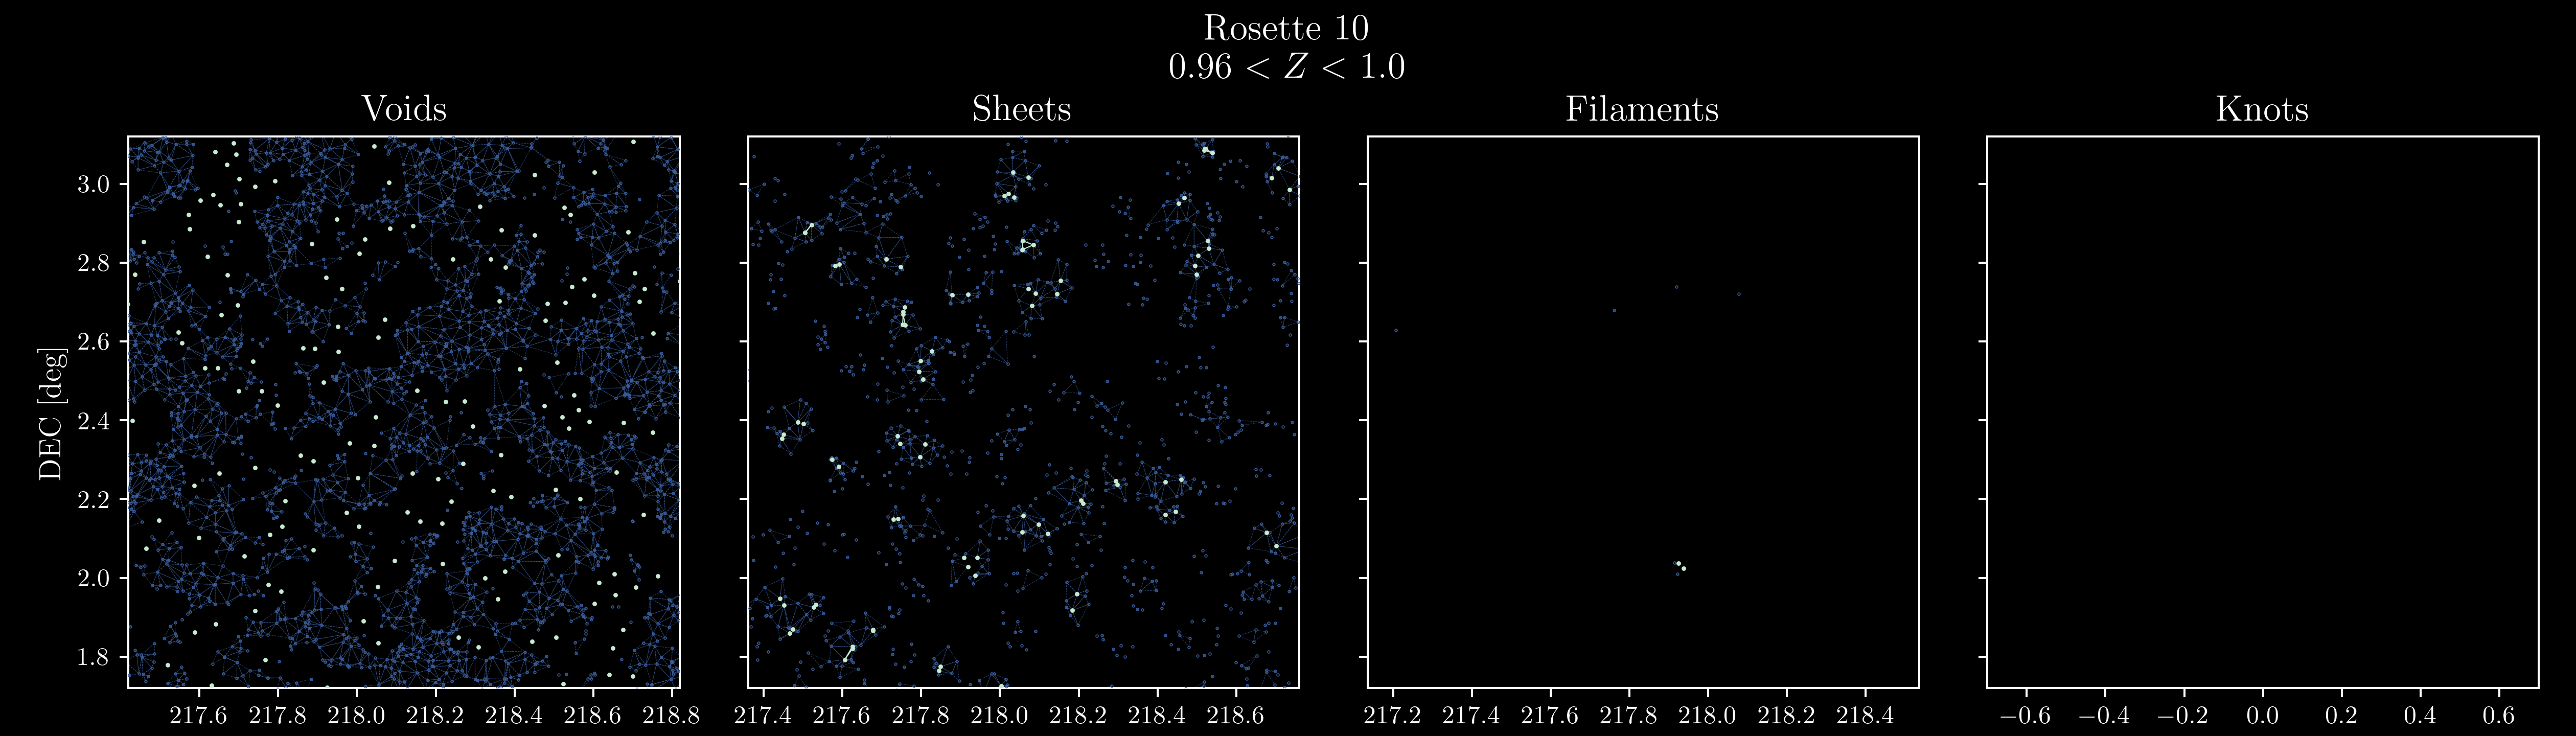 Rosette 10
0.96 < Z < 1.0
Voids Sheets Filaments Knots
DEC [deg]
3.0
2.8
2.6
2.4
2.2
2.0
1.8
217.6 217.8 218.0 218.2 218.4 218.6 218.8
217.4 217.6 217.8 218.0 218.2 218.4 218.6
217.2 217.4 217.6 217.8 218.0 218.2 218.4
−0.6 −0.4 −0.2 0.0 0.2 0.4 0.6